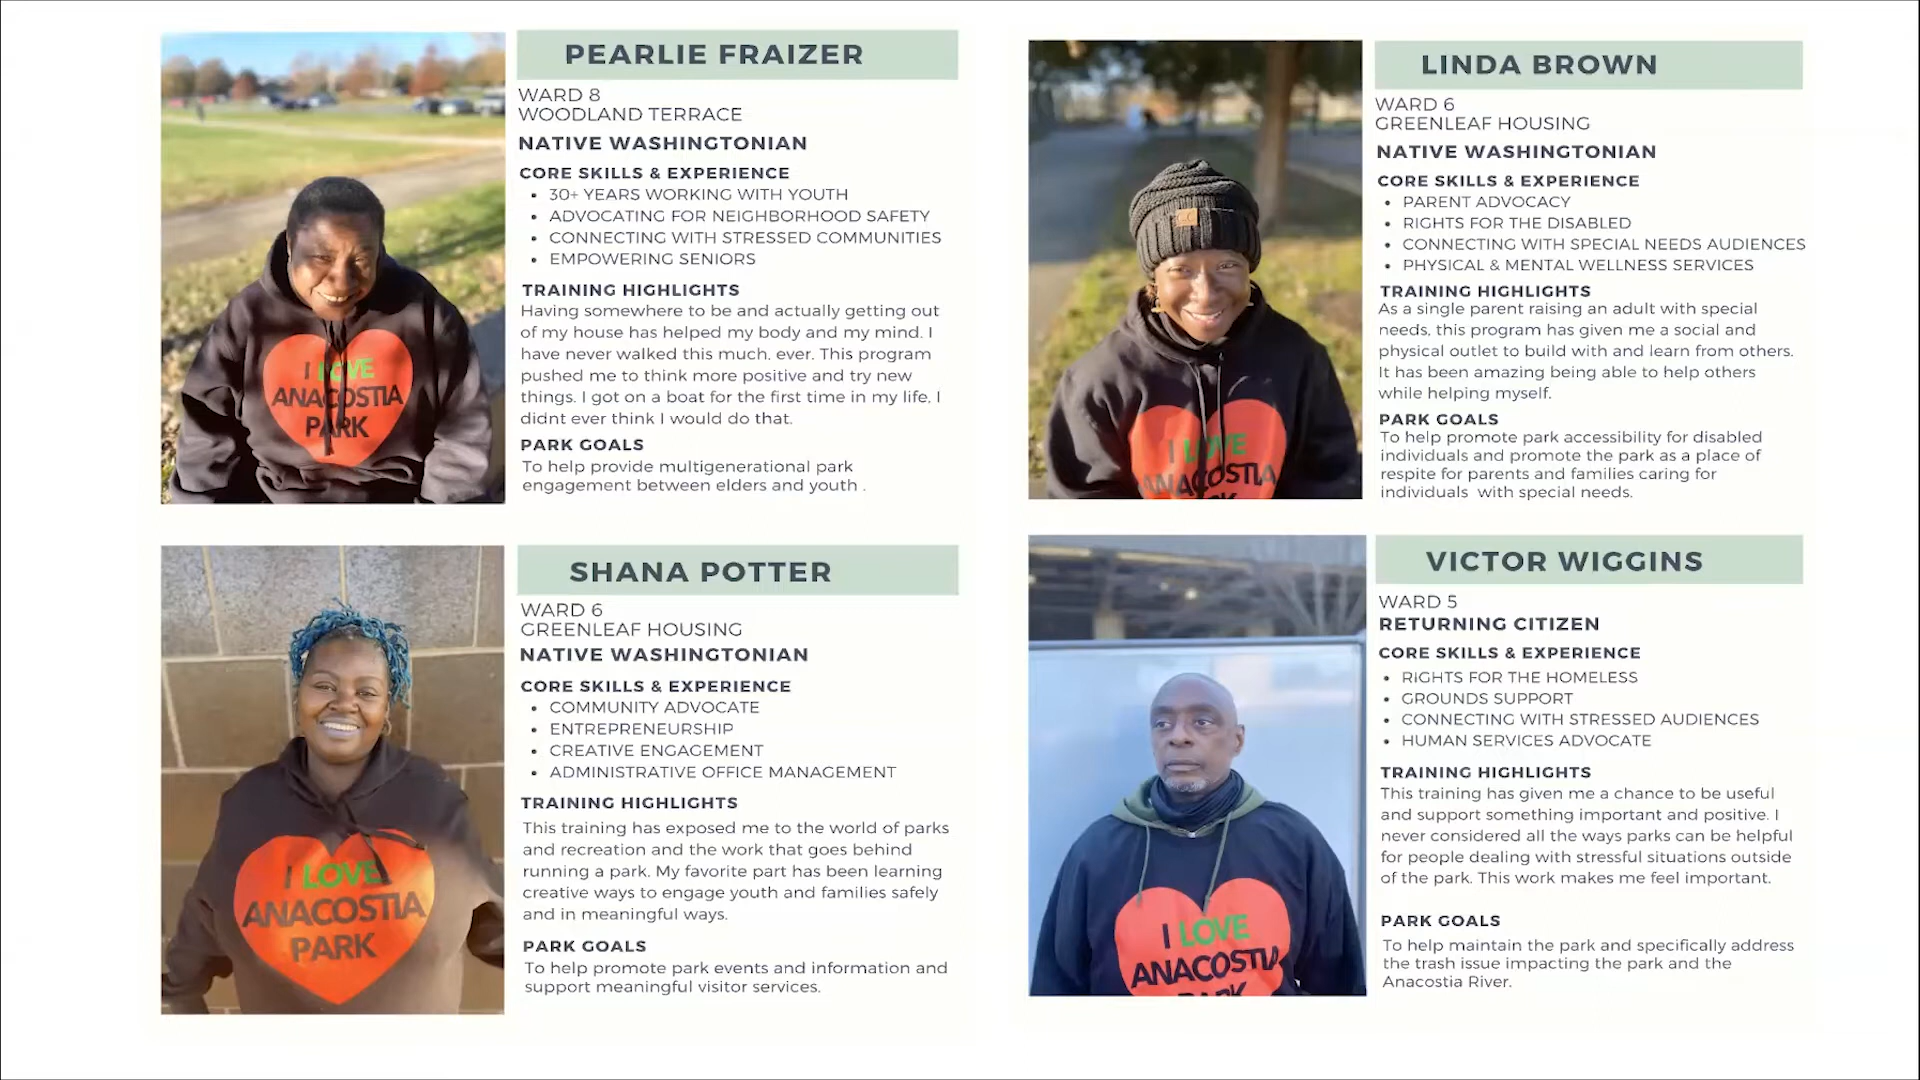 PEARLIE FRAIZER
WARD 8
WOODLAND TERRACE
NATIVE WASHINGTONIAN
CORE SKILLS & EXPERIENCE
• 30+ YEARS WORKING WITH YOUTH
• ADVOCATING FOR NEIGHBORHOOD SAFETY
• CONNECTING WITH STRESSED COMMUNITIES
• EMPOWERING SENIORS
TRAINING HIGHLIGHTS
Having somewhere to be and actually getting out
of my house has helped my body and my mind. I
have never walked this much. ever. This program
pushed me to think more positive and try new
things. I got on a boat for the first time in my life, I
didnt ever think I would do that.
PARK GOALS
To help provide multigenerational park
engagement between elders and youth .
I LOVE
ANACOSTIA
PARK
LINDA BROWN
WARD 6
GREENLEAF HOUSING
NATIVE WASHINGTONIAN
CORE SKILLS & EXPERIENCE
• PARENT ADVOCACY
• RIGHTS FOR THE DISABLED
• CONNECTING WITH SPECIAL NEEDS AUDIENCES
• PHYSICAL & MENTAL WELLNESS SERVICES
TRAINING HIGHLIGHTS
As a single parent raising an adult with special
needs, this program has given me a social and
physical outlet to build with and learn from others.
It has been amazing being able to help others
while helping myself.
PARK GOALS
To help promote park accessibility for disabled
individuals and promote the park as a place of
respite for parents and families caring for
individuals with special needs.
I LOVE
ANACOSTIA
PARK
SHANA POTTER
WARD 6
GREENLEAF HOUSING
NATIVE WASHINGTONIAN
CORE SKILLS & EXPERIENCE
• COMMUNITY ADVOCATE
• ENTREPRENEURSHIP
• CREATIVE ENGAGEMENT
• ADMINISTRATIVE OFFICE MANAGEMENT
TRAINING HIGHLIGHTS
This training has exposed me to the world of parks
and recreation and the work that goes behind
running a park. My favorite part has been learning
creative ways to engage youth and families safely
and in meaningful ways.
PARK GOALS
To help promote park events and information and
support meaningful visitor services.
I LOVE
ANACOSTIA
PARK
VICTOR WIGGINS
WARD 5
RETURNING CITIZEN
CORE SKILLS & EXPERIENCE
• RIGHTS FOR THE HOMELESS
• GROUNDS SUPPORT
• CONNECTING WITH STRESSED AUDIENCES
• HUMAN SERVICES ADVOCATE
TRAINING HIGHLIGHTS
This training has given me a chance to be useful
and support something important and positive. I
never considered all the ways parks can be helpful
for people dealing with stressful situations outside
of the park. This work makes me feel important.
PARK GOALS
To help maintain the park and specifically address
the trash issue impacting the park and the
Anacostia River.
I LOVE
ANACOSTIA
PARK